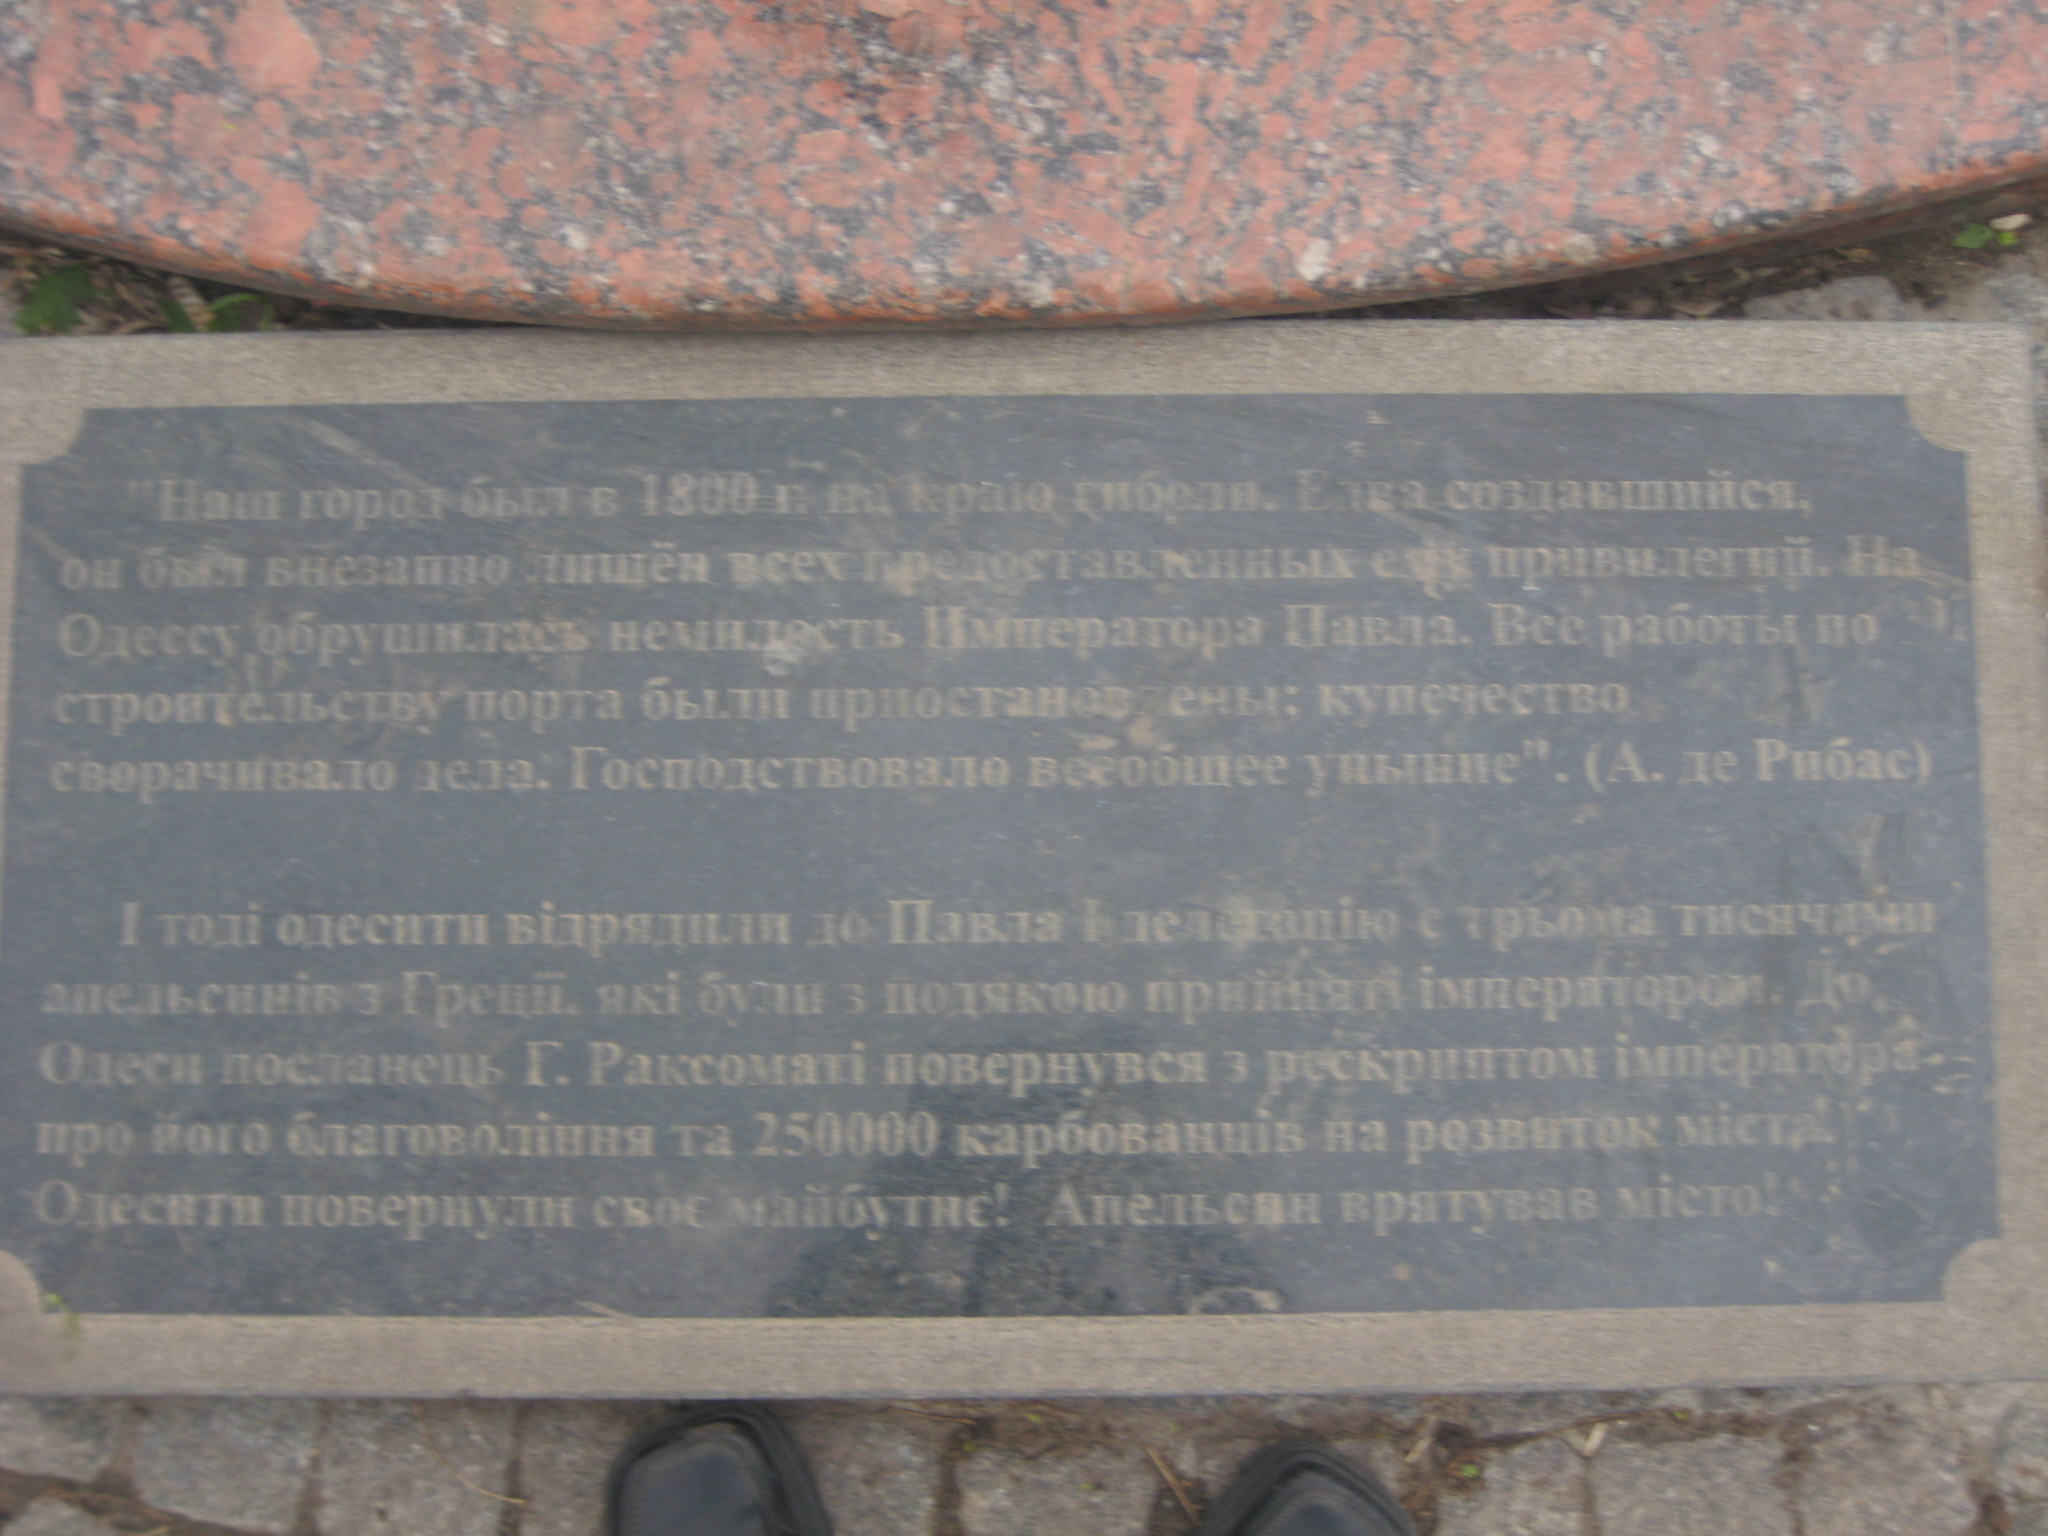 "Наш город был в 1800 г. на краю гибели. Едва создавшийся,
он был внезапно лишён всех предоставленных ему привилегий. На
Одессу обрушилась немилость Императора Павла. Все работы по
строительству порта были приостановлены; купечество
сворачивало дела. Господствовало всеобщее уныние". (А. де Рибас)
І тоді одесити відрядили до Павла І делегацію с трьома тисячами
апельсинів з Греції, які були з подякою прийняті імператором. До
Одеси посланець Г. Раксоматі повернувся з рескриптом імператора
про його благовоління та 250000 карбованців на розвиток міста!
Одесити повернули своє майбутнє! Апельсин врятував місто!